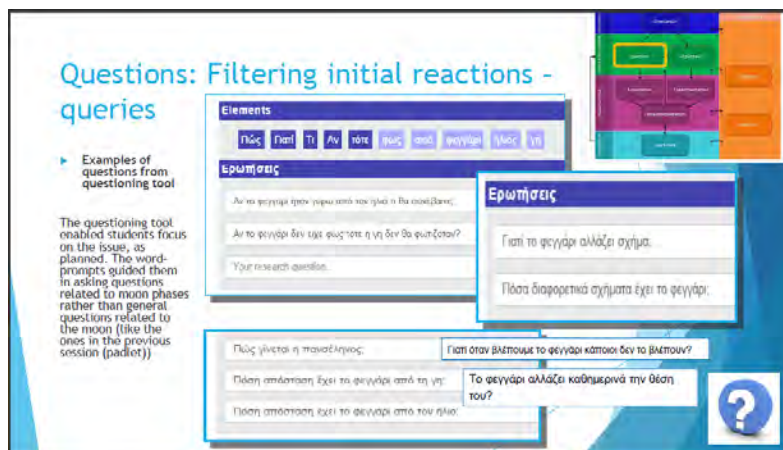 Questions: Filtering initial reactions -
queries
Examples of
questions from
questioning tool
The questioning tool
enabled students focus
on the issue, as
planned. The word-
prompts guided them
in asking questions
related to moon phases
rather than general
questions related to
the moon (like the
ones in the previous
session (padlet))
Elements
Πώς Γιατί Τι Αν τότε φως από φεγγάρι ήλιος γη
Ερωτήσεις
Αν το φεγγάρι ήταν γύρω από τον ήλιο θα συνέβαινε;
Αν το φεγγάρι δεν είχε φως τότε η γη δεν θα φωτιζόταν?
Your research question.
Ερωτήσεις
Γιατί το φεγγάρι αλλάζει σχήμα;
Πόσα διαφορετικά σχήματα έχει το φεγγάρι;
Πώς γίνεται η πανσέληνος;
Γιατί όταν βλέπουμε το φεγγάρι κάποιοι δεν το βλέπουν?
Πόση απόσταση έχει το φεγγάρι από τη γη;
Το φεγγάρι αλλάζει καθημερινά την θέση
του?
Πόση απόσταση έχει το φεγγάρι από τον ήλιο;